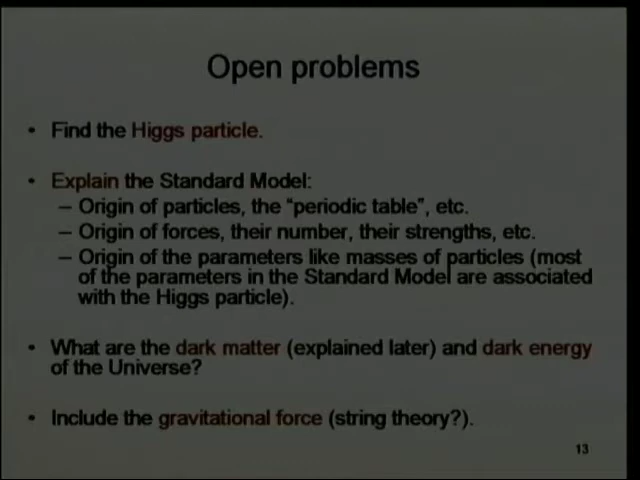 Open problems
• Find the Higgs particle.
• Explain the Standard Model:
– Origin of particles, the “periodic table”, etc.
– Origin of forces, their number, their strengths, etc.
– Origin of the parameters like masses of particles (most
of the parameters in the Standard Model are associated
with the Higgs particle).
• What are the dark matter (explained later) and dark energy
of the Universe?
• Include the gravitational force (string theory?).
13